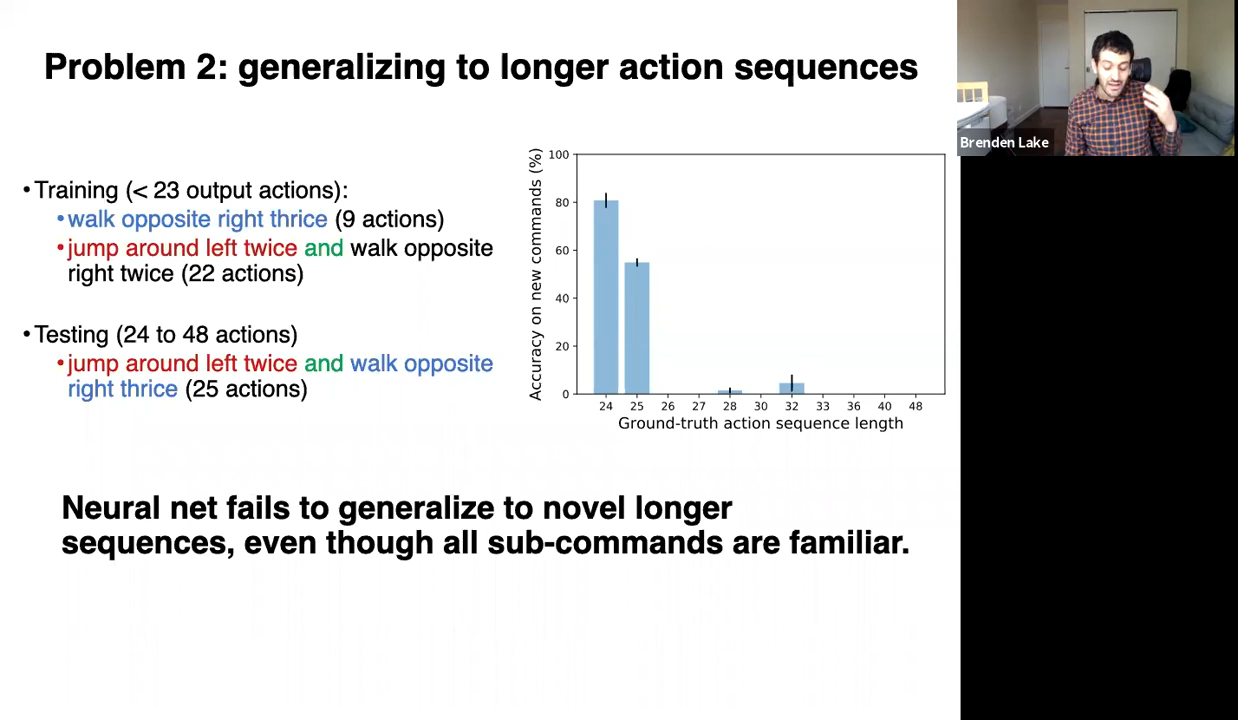 Problem 2: generalizing to longer action sequences
Brenden Lake
•Training (< 23 output actions):
•walk opposite right thrice (9 actions)
•jump around left twice and walk opposite
right twice (22 actions)
•Testing (24 to 48 actions)
•jump around left twice and walk opposite
right thrice (25 actions)
Accuracy on new commands (%)
100
80
60
40
20
0
24 25 26 27 28 30 32 33 36 40 48
Ground-truth action sequence length
Neural net fails to generalize to novel longer
sequences, even though all sub-commands are familiar.